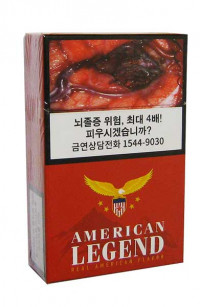 뇌졸중 위험, 최대 4배!
피우시겠습니까?
금연상담전화 1544-9030
AMERICAN
LEGEND
REAL AMERICAN FLAVOR